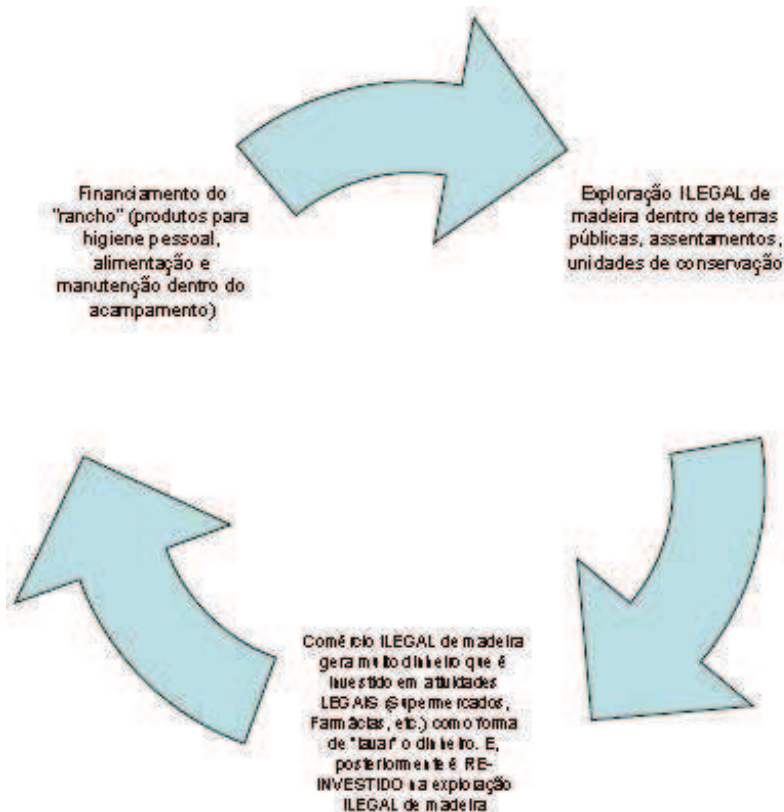 Financiamento do
"rancho" (produtos para
higiene pessoal,
alimentação e
manutenção dentro do
acampamento)
Exploração ILEGAL de
madeira dentro de terras
públicas, assentamentos,
unidades de conservação
Comércio ILEGAL de madeira
gera muito dinheiro que é
investido em atividades
LEGAIS (Supermercados,
Farmácias, etc.) como forma
de "lavar" o dinheiro. E,
posteriormente é RE-
INVESTIDO na exploração
ILEGAL de madeira